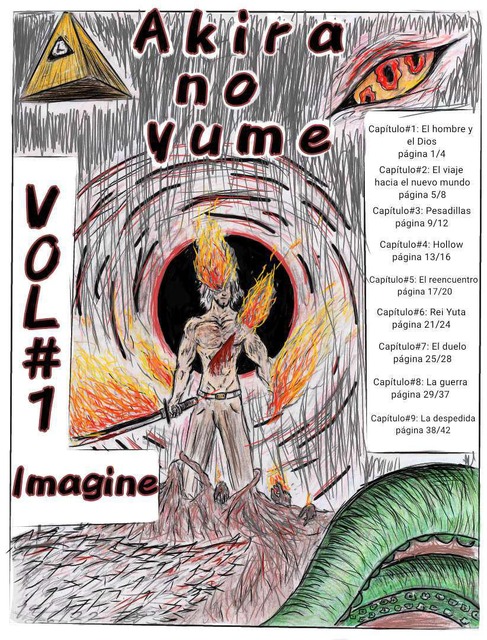 Akira
no
yume
VOL#1
Imagine
Capítulo#1: El hombre y
el Dios
página 1/4
Capítulo#2: El viaje
hacia el nuevo mundo
página 5/8
Capítulo#3: Pesadillas
página 9/12
Capítulo#4: Hollow
página 13/16
Capítulo#5: El reencuentro
página 17/20
Capítulo#6: Rei Yuta
página 21/24
Capítulo#7: El duelo
página 25/28
Capítulo#8: La guerra
página 29/37
Capítulo#9: La despedida
página 38/42